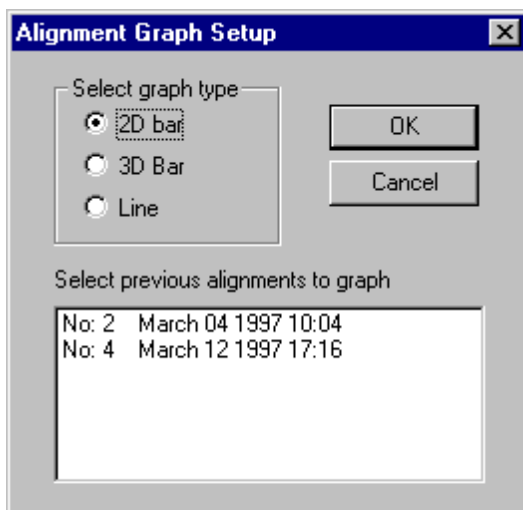 Alignment Graph Setup
Select graph type
2D bar
3D Bar
Line
OK
Cancel
Select previous alignments to graph
No: 2 March 04 1997 10:04
No: 4 March 12 1997 17:16